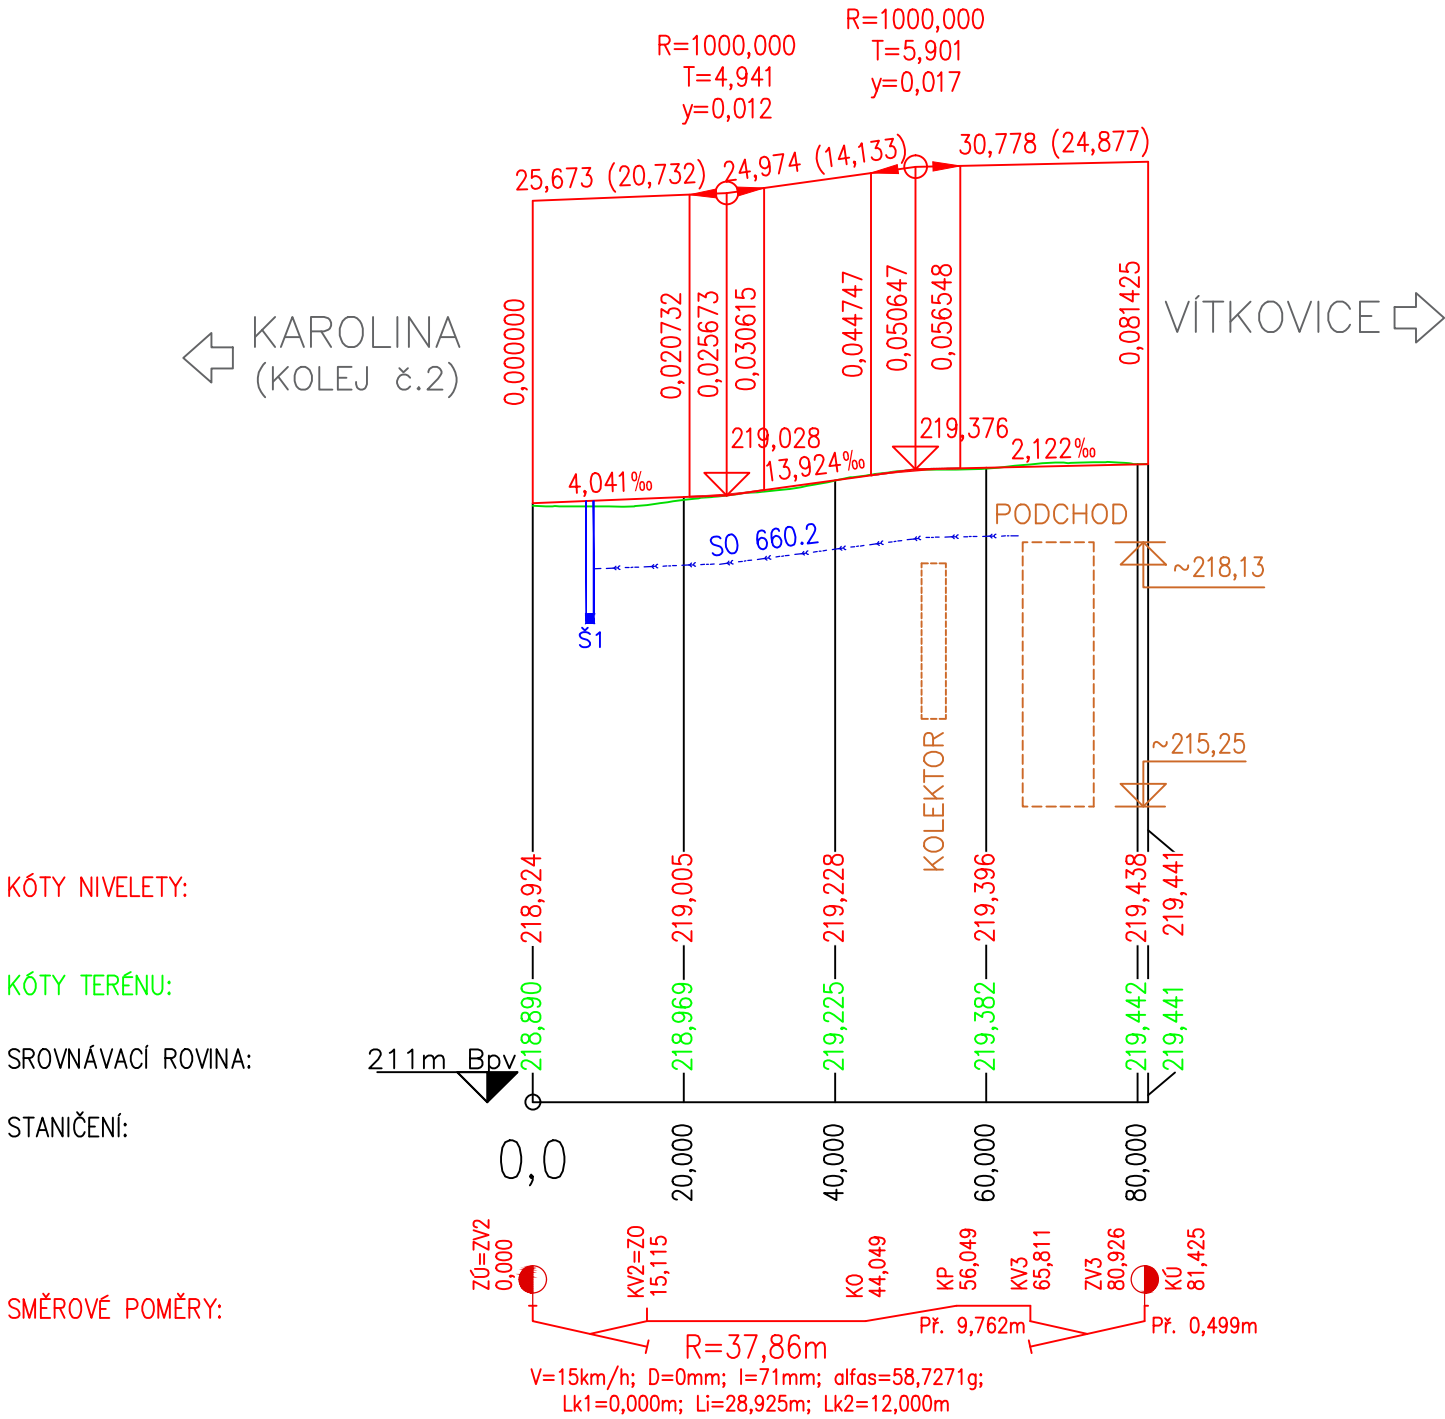 R=1000,000
T=5,901
y=0,017
R=1000,000
T=4,941
y=0,012
25,673 (20,732)
24,974 (14,133)
30,778 (24,877)
KAROLINA
(KOLEJ č.2)
VÍTKOVICE
0,000000
0,020732
0,025673
0,030615
0,044747
0,050647
0,056548
0,081425
219,028
219,376
4,041‰
13,924‰
2,122‰
SO 660.2
Š1
PODCHOD
KOLEKTOR
~218,13
~215,25
KÓTY NIVELETY:
218,924
219,005
219,228
219,396
219,438
219,441
KÓTY TERÉNU:
218,890
218,969
219,225
219,382
219,442
219,441
SROVNÁVACÍ ROVINA:
211m Bpv
STANIČENÍ:
0,0
20,000
40,000
60,000
80,000
SMĚROVÉ POMĚRY:
ZÚ=ZV2
0,000
KV2=ZO
15,115
KO
44,049
KP
56,049
KV3
65,811
ZV3
80,926
KÚ
81,425
Př. 9,762m
Př. 0,499m
R=37,86m
V=15km/h; D=0mm; I=71mm; alfas=58,7271g;
Lk1=0,000m; Li=28,925m; Lk2=12,000m